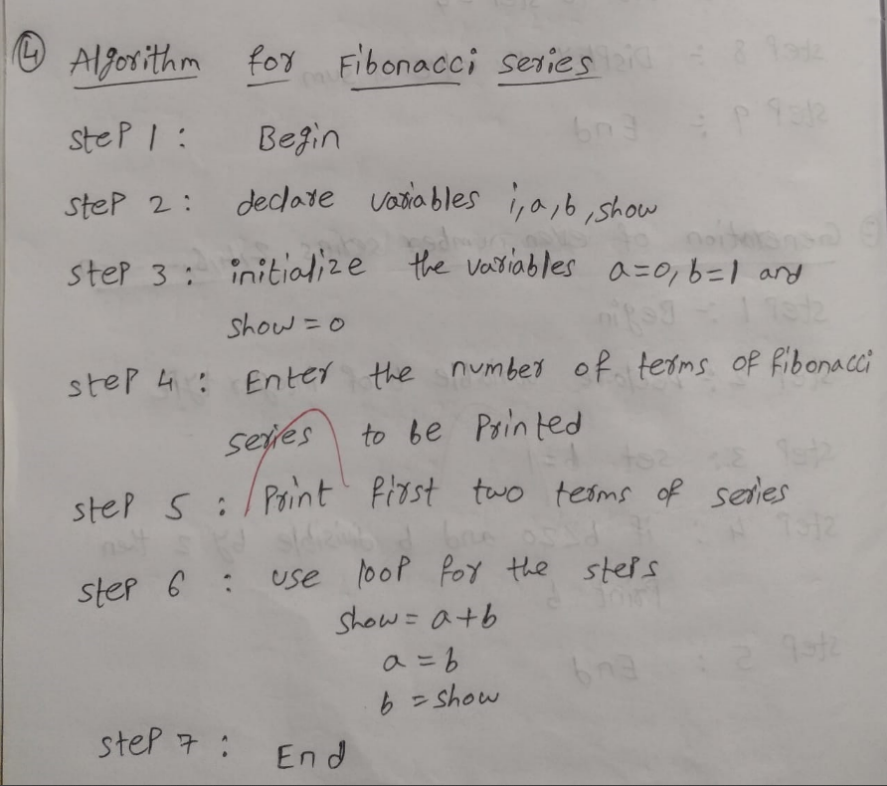 ④ Algorithm for Fibonacci series
step 1 : Begin
step 2 : declare variables i, a, b, show
step 3 : initialize the variables a=0, b=1 and
show = 0
step 4 : Enter the number of terms of fibonacci
series to be Printed
step 5 : Print first two terms of series
step 6 : use loop for the steps
show = a+b
a = b
b = show
step 7 : End